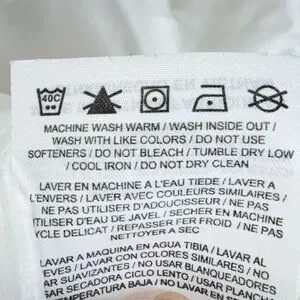 40C
MACHINE WASH WARM / WASH INSIDE OUT /
WASH WITH LIKE COLORS / DO NOT USE
SOFTENERS / DO NOT BLEACH / TUMBLE DRY LOW
/ COOL IRON / DO NOT DRY CLEAN
LAVER EN MACHINE A L'EAU TIEDE / LAVER A
L'ENVERS / LAVER AVEC COULEURS SIMILAIRES /
NE PAS UTILISER D'ADOUCISSEUR / NE PAS
UTILISER D'EAU DE JAVEL / SECHER EN MACHINE
CYCLE DELICAT / REPASSER FER FROID / NE PAS
NETTOYER A SEC
LAVAR A MAQUINA EN AGUA TIBIA / LAVAR AL
REVES / LAVAR CON COLORES SIMILARES / NO
USAR SUAVIZANTES / NO USAR BLANQUEADORES
USAR SECADORA CICLO LENTO / PLANCHAR
TEMPERATURA BAJA / NO LAVAR EN